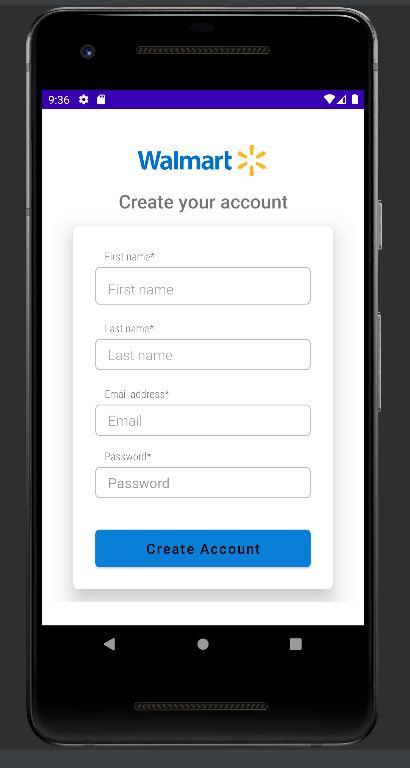 9:36
Walmart
Create your account
First name*
First name
Last name*
Last name
Email address*
Email
Password*
Password
Create Account